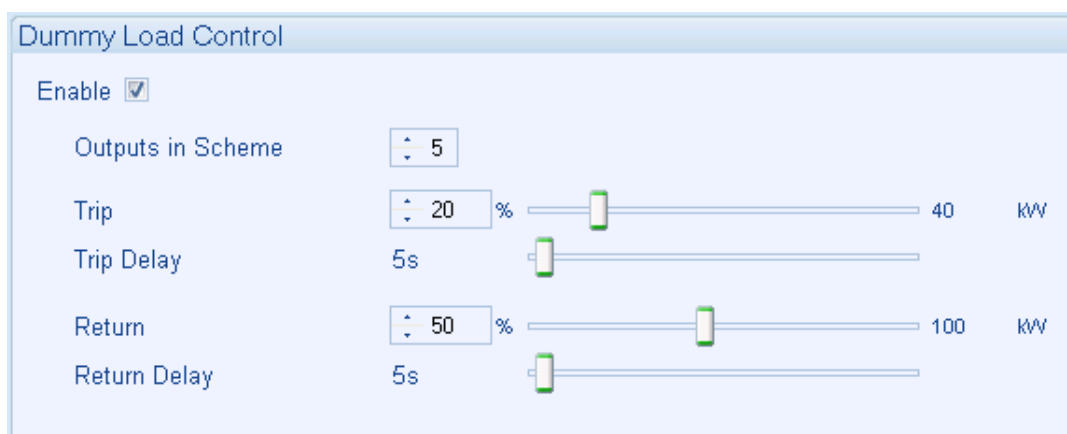 Dummy Load Control
Enable
Outputs in Scheme 5
Trip 20 % 40 kW
Trip Delay 5s
Return 50 % 100 kW
Return Delay 5s